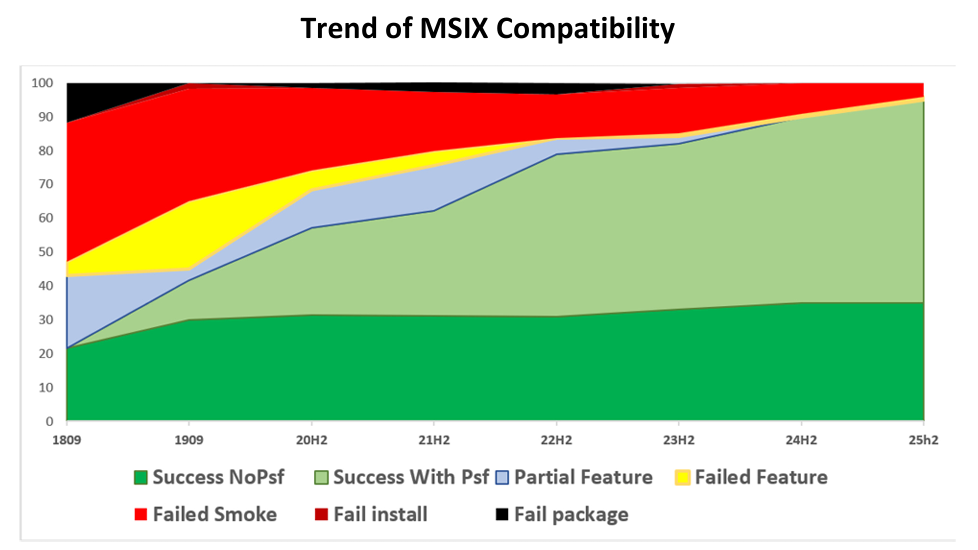 Trend of MSIX Compatibility
100
90
80
70
60
50
40
30
20
10
0
1809 1909 20H2 21H2 22H2 23H2 24H2 25h2
Success NoPsf Success With Psf Partial Feature Failed Feature
Failed Smoke Fail install Fail package